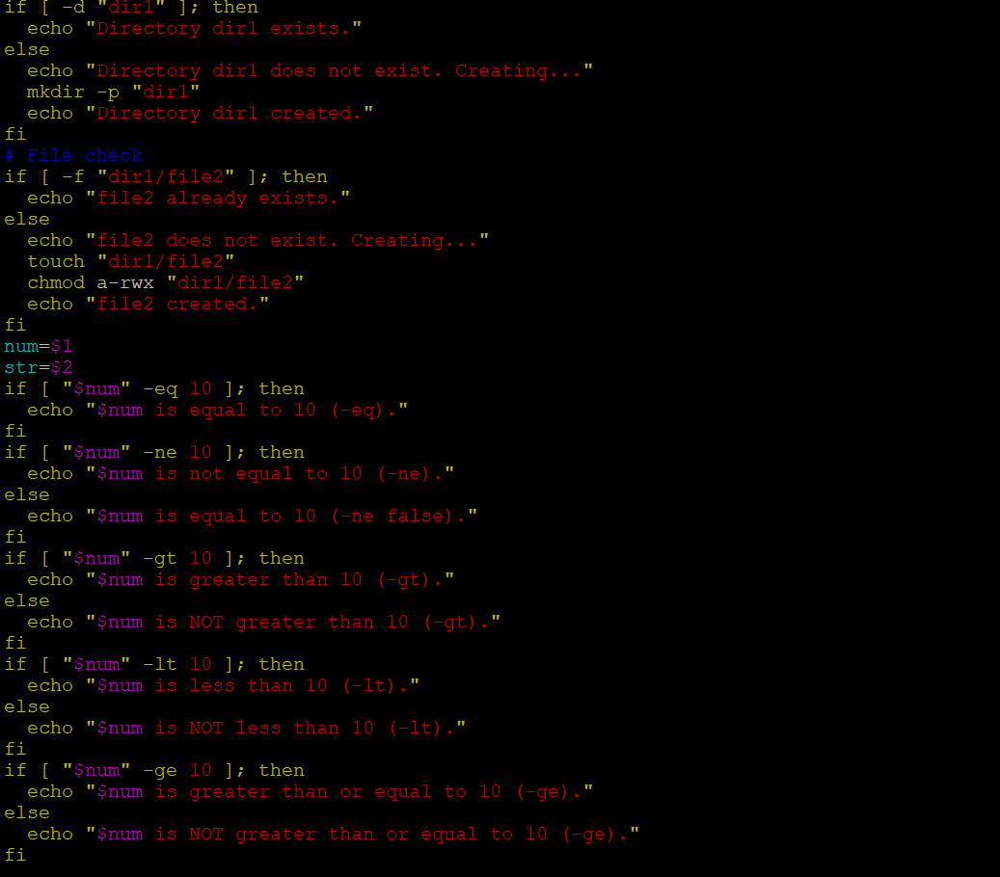 if [ -d "dir1" ]; then
  echo "Directory dir1 exists."
else
  echo "Directory dir1 does not exist. Creating..."
  mkdir -p "dir1"
  echo "Directory dir1 created."
fi
# File check
if [ -f "dir1/file2" ]; then
  echo "file2 already exists."
else
  echo "file2 does not exist. Creating..."
  touch "dir1/file2"
  chmod a-rwx "dir1/file2"
  echo "file2 created."
fi
num=$1
str=$2
if [ "$num" -eq 10 ]; then
  echo "$num is equal to 10 (-eq)."
fi
if [ "$num" -ne 10 ]; then
  echo "$num is not equal to 10 (-ne)."
else
  echo "$num is equal to 10 (-ne false)."
fi
if [ "$num" -gt 10 ]; then
  echo "$num is greater than 10 (-gt)."
else
  echo "$num is NOT greater than 10 (-gt)."
fi
if [ "$num" -lt 10 ]; then
  echo "$num is less than 10 (-lt)."
else
  echo "$num is NOT less than 10 (-lt)."
fi
if [ "$num" -ge 10 ]; then
  echo "$num is greater than or equal to 10 (-ge)."
else
  echo "$num is NOT greater than or equal to 10 (-ge)."
fi